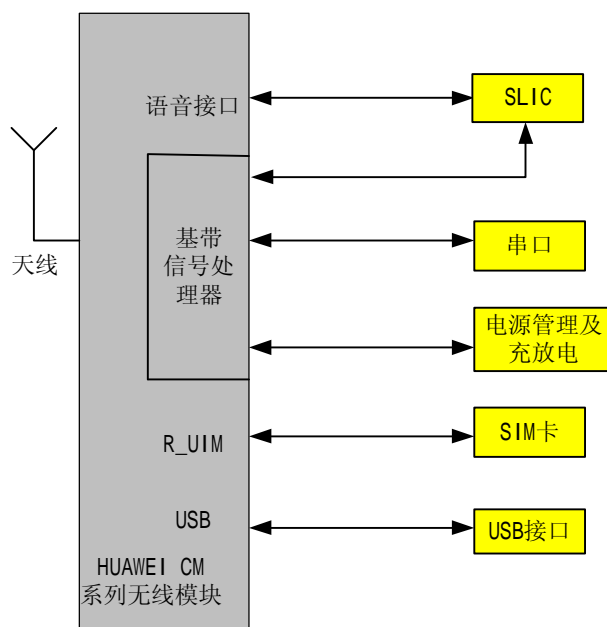 语音接口
SLIC
天线
基带
信号处
理器
串口
电源管理及
充放电
R_UIM
SIM卡
USB
USB接口
HUAWEI CM
系列无线模块